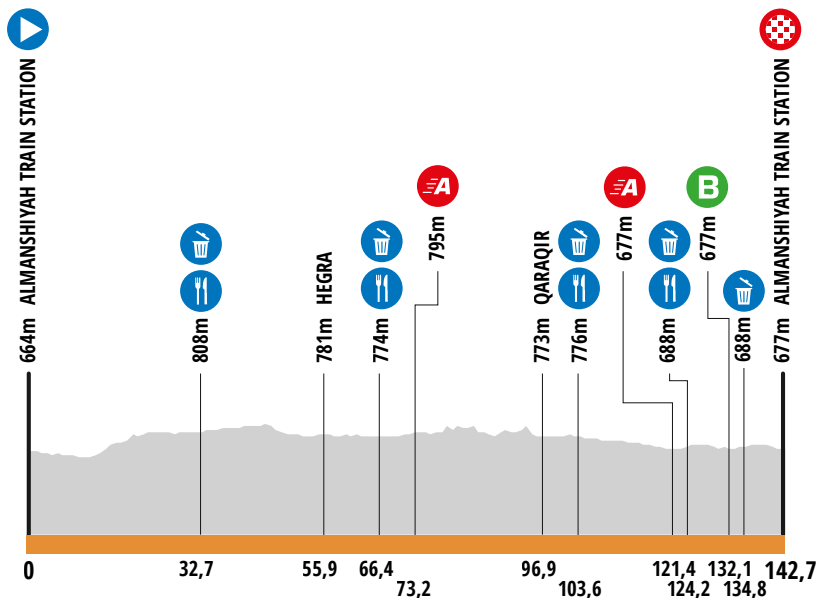 664m ALMANSHIYAH TRAIN STATION
808m
781m HEGRA
774m
A
795m
773m QARAQIR
776m
A
677m
688m
B
677m
688m
677m ALMANSHIYAH TRAIN STATION
0
32,7
55,9
66,4
73,2
96,9
103,6
121,4
124,2
132,1
134,8
142,7